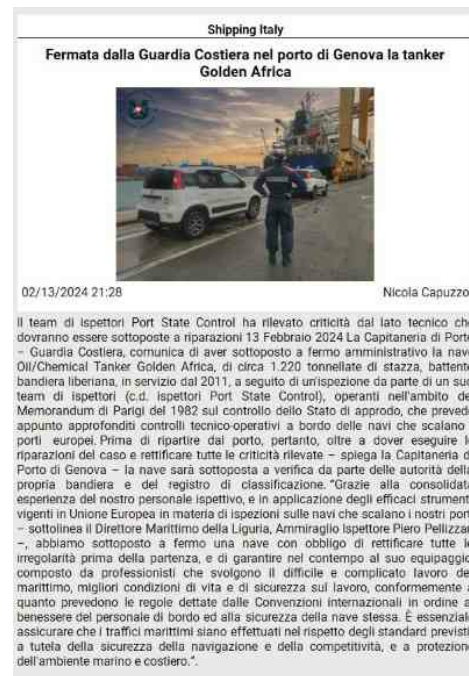 Shipping Italy
Fermata dalla Guardia Costiera nel porto di Genova la tanker
Golden Africa
02/13/2024 21:28
Nicola Capuzzo
Il team di ispettori Port State Control ha rilevato criticità dal lato tecnico che
dovranno essere sottoposte a riparazioni 13 Febbraio 2024 La Capitaneria di Porto
– Guardia Costiera, comunica di aver sottoposto a fermo amministrativo la nave
Oil/Chemical Tanker Golden Africa, di circa 1.220 tonnellate di stazza, battente
bandiera liberiana, in servizio dal 2011, a seguito di un'ispezione da parte di un suo
team di ispettori (c.d. ispettori Port State Control), operanti nell'ambito del
Memorandum di Parigi del 1982 sul controllo dello Stato di approdo, che prevede
appunto approfonditi controlli tecnico-operativi a bordo delle navi che scalano i
porti europei. Prima di ripartire dal porto, pertanto, oltre a dover eseguire le
riparazioni del caso e rettificare tutte le criticità rilevate – spiega la Capitaneria di
Porto di Genova – la nave sarà sottoposta a verifica da parte delle autorità della
propria bandiera e del registro di classificazione. "Grazie alla consolidata
esperienza del nostro personale ispettivo, e in applicazione degli efficaci strumenti
vigenti in Unione Europea in materia di ispezioni sulle navi che scalano i nostri porti
– sottolinea il Direttore Marittimo della Liguria, Ammiraglio Ispettore Piero Pellizzari
–, abbiamo sottoposto a fermo una nave con obbligo di rettificare tutte le
irregolarità prima della partenza, e di garantire nel contempo al suo equipaggio,
composto da professionisti che svolgono il difficile e complicato lavoro del
marittimo, migliori condizioni di vita e di sicurezza sul lavoro, conformemente a
quanto prevedono le regole dettate dalle Convenzioni internazionali in ordine al
benessere del personale di bordo ed alla sicurezza della nave stessa. È essenziale
assicurare che i traffici marittimi siano effettuati nel rispetto degli standard previsti,
a tutela della sicurezza della navigazione e della competitività, e a protezione
dell'ambiente marino e costiero.".